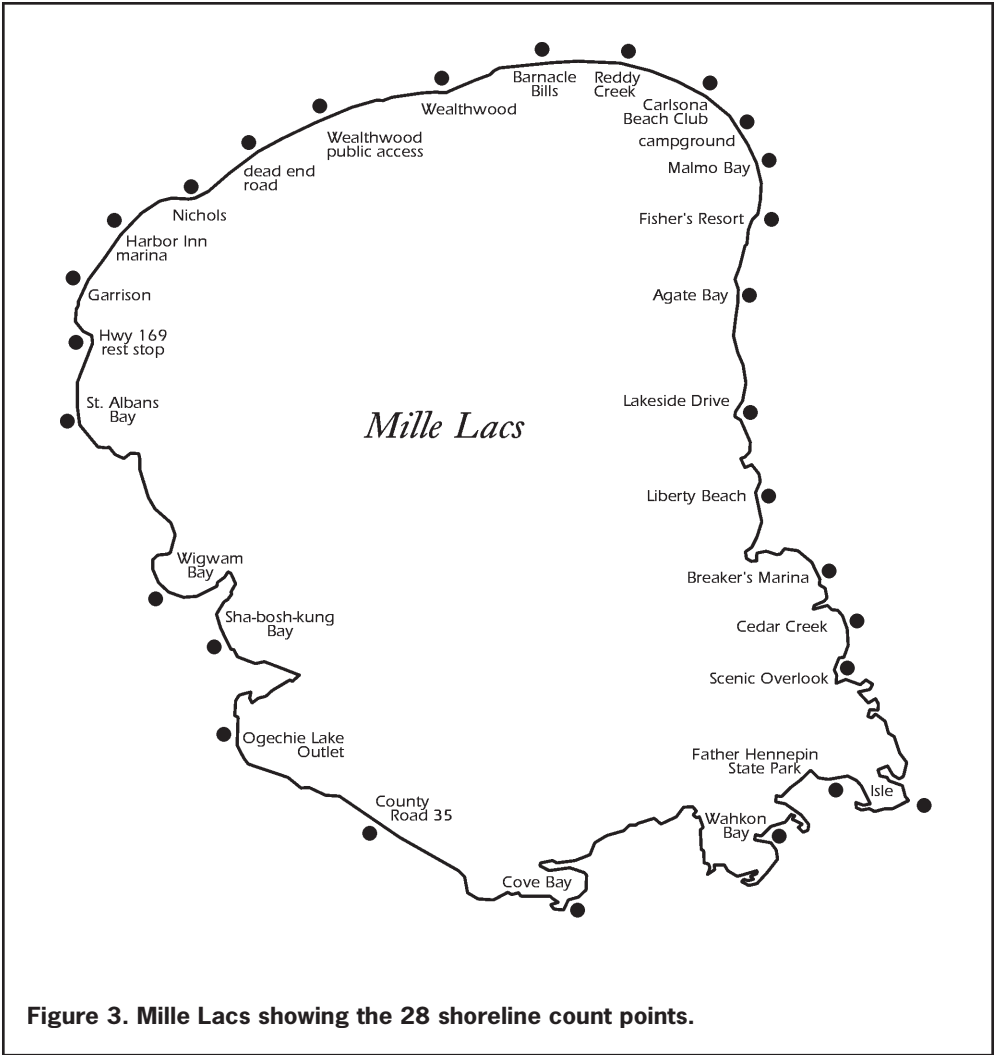 Barnacle
Bills
Reddy
Creek
Carlsona
Beach Club
Wealthwood
campground
Wealthwood
public access
Malmo Bay
dead end
road
Nichols
Fisher's Resort
Harbor Inn
marina
Garrison
Agate Bay
Hwy 169
rest stop
St. Albans
Bay
Lakeside Drive
Mille Lacs
Liberty Beach
Wigwam
Bay
Breaker's Marina
Sha-bosh-kung
Bay
Cedar Creek
Scenic Overlook
Ogechie Lake
Outlet
Father Hennepin
State Park
Isle
County
Road 35
Wahkon
Bay
Cove Bay
Figure 3. Mille Lacs showing the 28 shoreline count points.